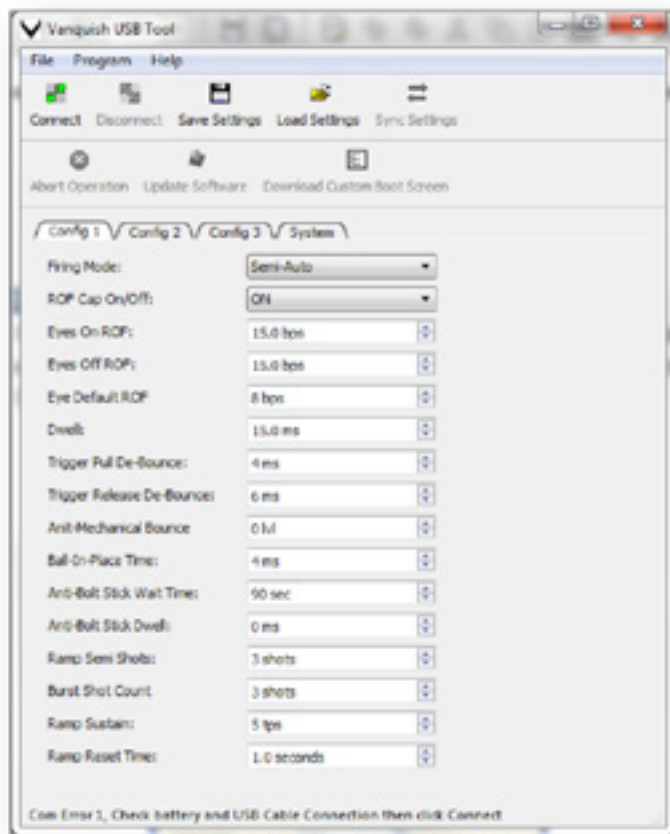 Vanquish USB Tool
File Program Help
Connect Disconnect Save Settings Load Settings Sync Settings
Abort Operation Update Software Download Custom Boot Screen
Config 1 Config 2 Config 3 System
Firing Mode: Semi-Auto
ROF Cap On/Off: ON
Eyes On ROF: 15.0 bps
Eyes Off ROF: 15.0 bps
Eye Default ROF 8 bps
Dwell: 15.0 ms
Trigger Pull De-Bounce: 4 ms
Trigger Release De-Bounce: 6 ms
Anit-Mechanical Bounce 0 lvl
Ball-In-Place Time: 4 ms
Anti-Bolt Stick Wait Time: 90 sec
Anti-Bolt Stick Dwell: 0 ms
Ramp Semi Shots: 3 shots
Burst Shot Count 3 shots
Ramp Sustain: 5 tps
Ramp Reset Time: 1.0 seconds
Com Error 1, Check battery and USB Cable Connection then click Connect